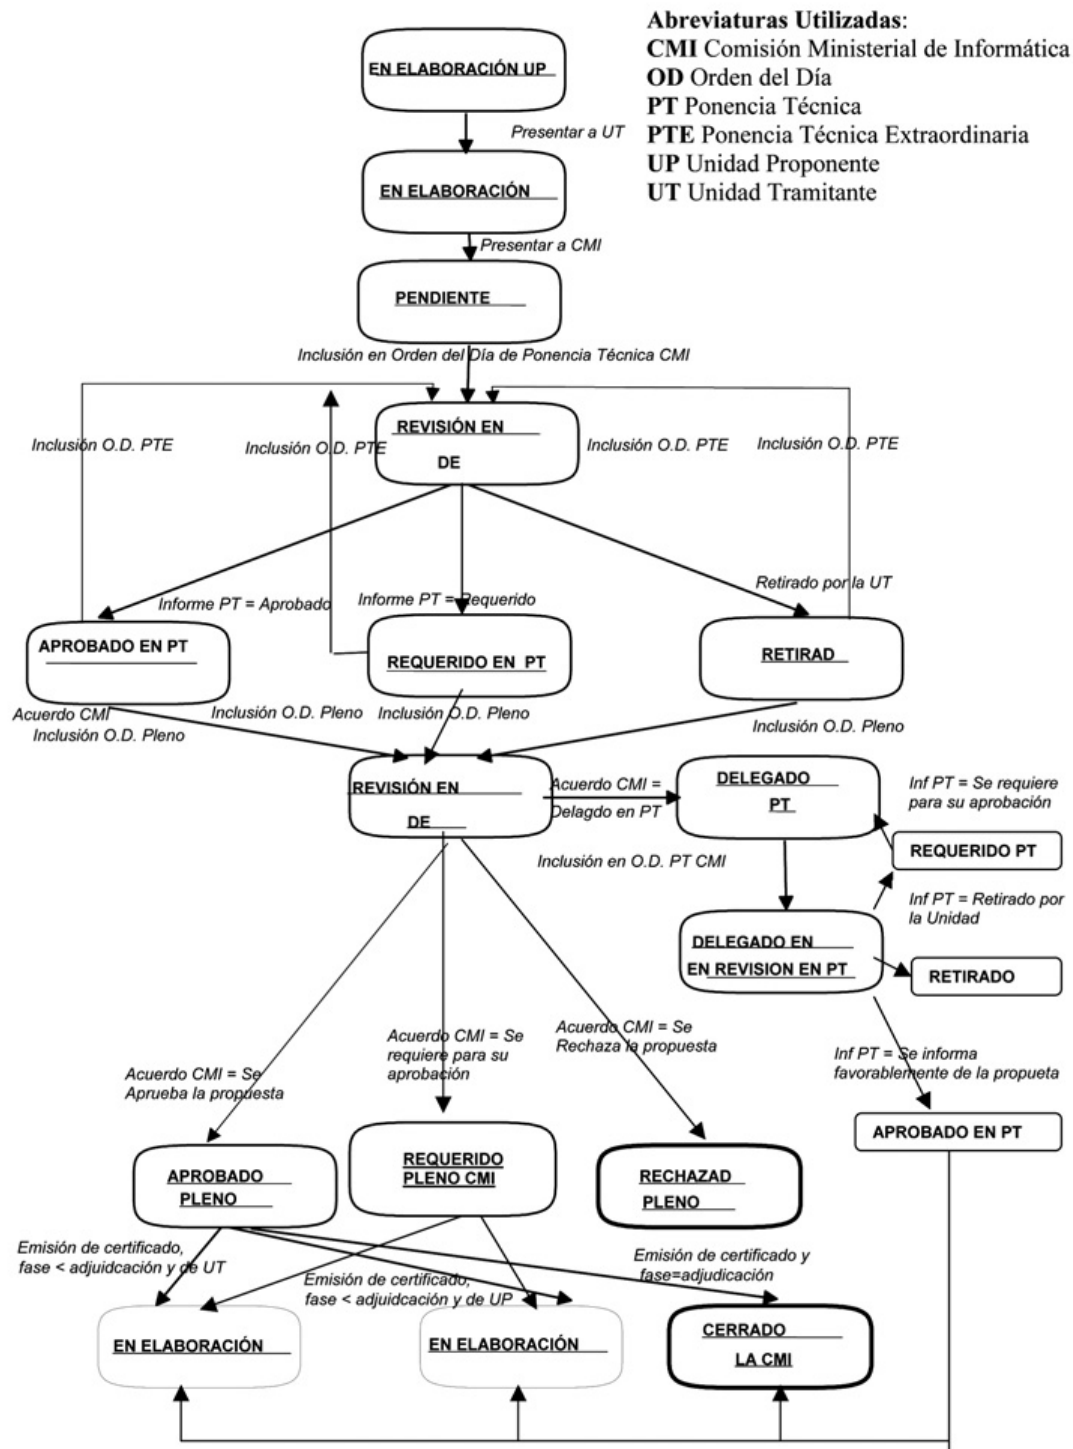 Abreviaturas Utilizadas:
CMI Comisión Ministerial de Informática
OD Orden del Día
PT Ponencia Técnica
PTE Ponencia Técnica Extraordinaria
UP Unidad Proponente
UT Unidad Tramitante
EN ELABORACIÓN UP
Presentar a UT
EN ELABORACIÓN
Presentar a CMI
PENDIENTE
Inclusión en Orden del Día de Ponencia Técnica CMI
REVISIÓN EN
DE
Inclusión O.D. PTE
Inclusión O.D. PTE
Inclusión O.D. PTE
Inclusión O.D. PTE
Informe PT = Aprobado
Informe PT = Requerido
Retirado por la UT
APROBADO EN PT
REQUERIDO EN PT
RETIRAD
Acuerdo CMI
Inclusión O.D. Pleno
Inclusión O.D. Pleno
Inclusión O.D. Pleno
Inclusión O.D. Pleno
REVISIÓN EN
DE
Acuerdo CMI =
Delagdo en PT
DELEGADO
PT
Inf PT = Se requiere
para su aprobación
REQUERIDO PT
Inclusión en O.D. PT CMI
Inf PT = Retirado por
la Unidad
DELEGADO EN
EN REVISION EN PT
RETIRADO
Acuerdo CMI = Se
Aprueba la propuesta
Acuerdo CMI = Se
requiere para su
aprobación
Acuerdo CMI = Se
Rechaza la propuesta
Inf PT = Se informa
favorablemente de la propueta
APROBADO EN PT
APROBADO
PLENO
REQUERIDO
PLENO CMI
RECHAZAD
PLENO
Emisión de certificado,
fase < adjuidcación y de UT
Emisión de certificado,
fase < adjuidcación y de UP
Emisión de certificado y
fase=adjudicación
EN ELABORACIÓN
EN ELABORACIÓN
CERRADO
LA CMI